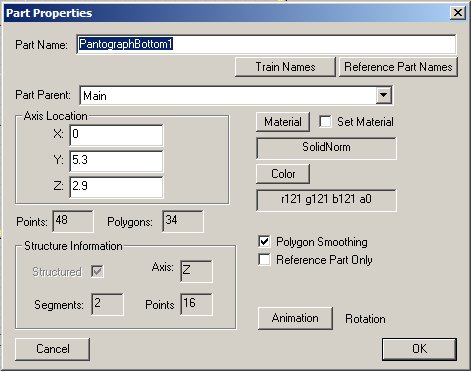 Part Properties
Part Name: PantographBottom1
Train Names Reference Part Names
Part Parent: Main
Axis Location
X: 0
Y: 5.3
Z: 2.9
Material Set Material
SolidNorm
Color
r121 g121 b121 a0
Points: 48 Polygons: 34
Structure Information
Structured Axis: Z
Segments: 2 Points 16
Polygon Smoothing
Reference Part Only
Animation Rotation
Cancel OK